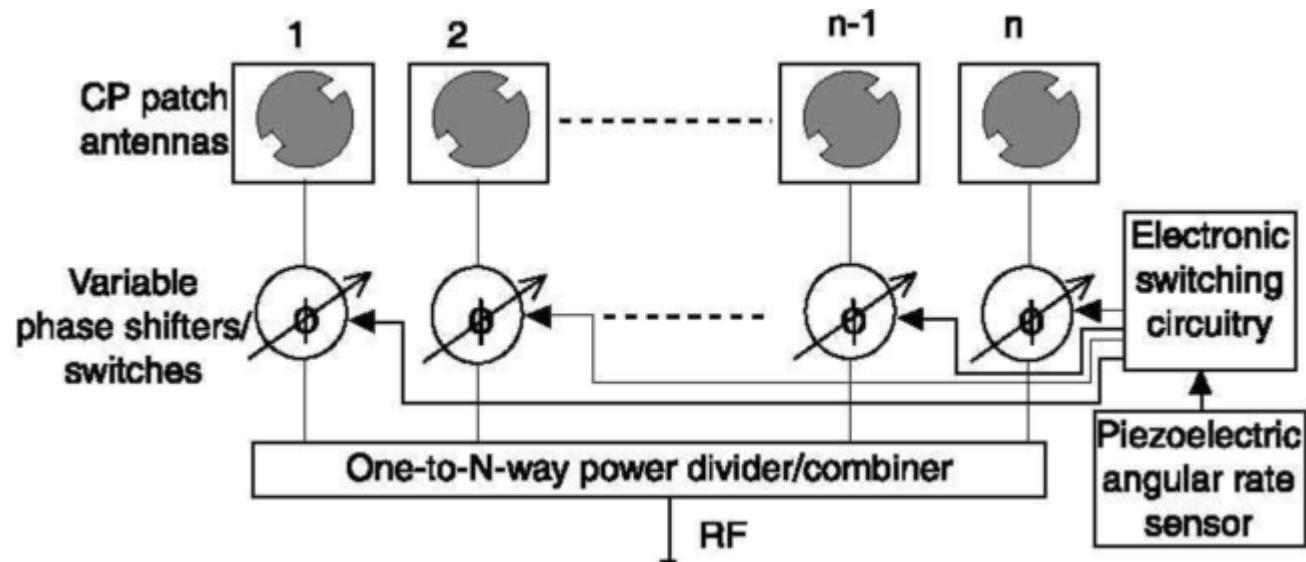 1
2
n-1
n
CP patch
antennas
Variable
phase shifters/
switches
ϕ
ϕ
ϕ
ϕ
Electronic
switching
circuitry
One-to-N-way power divider/combiner
Piezoelectric
angular rate
sensor
RF